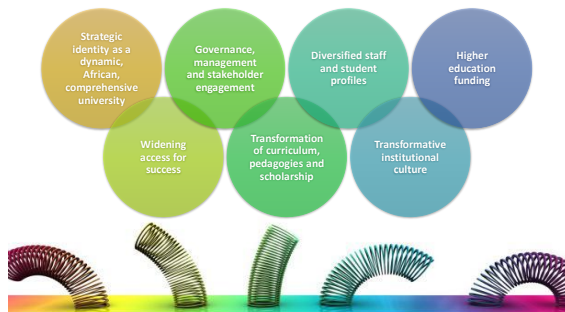 Strategic
identity as a
dynamic,
African,
comprehensive
university
Governance,
management
and stakeholder
engagement
Diversified staff
and student
profiles
Higher
education
funding
Widening
access for
success
Transformation
of curriculum,
pedagogies and
scholarship
Transformative
institutional
culture